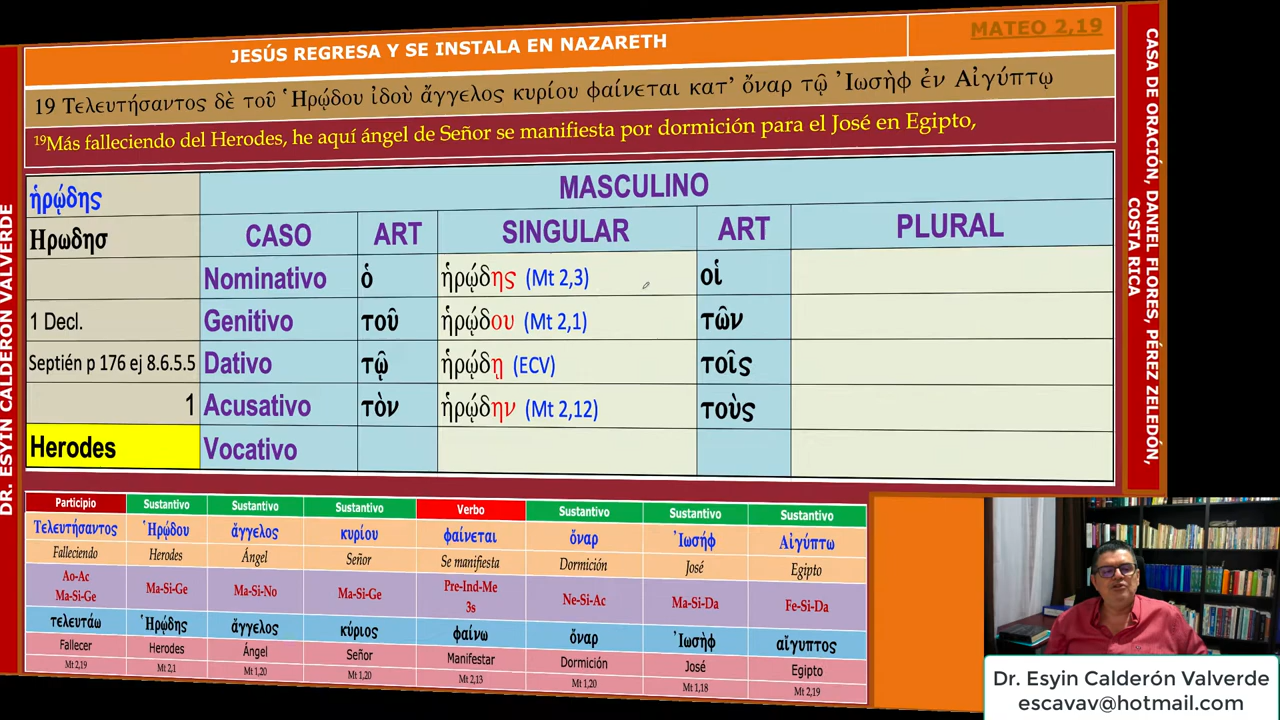 JESÚS REGRESA Y SE INSTALA EN NAZARETH
MATEO 2,19
19 Τελευτήσαντος δὲ τοῦ Ἡρῴδου ἰδοὺ ἄγγελος κυρίου φαίνεται κατ’ ὄναρ τῷ Ἰωσὴφ ἐν Αἰγύπτῳ
19Más falleciendo del Herodes, he aquí ángel de Señor se manifiesta por dormición para el José en Egipto,
ἡρῴδης MASCULINO
Ηρωδησ CASO ART SINGULAR ART PLURAL
Nominativo ὁ ἡρῴδης (Mt 2,3) οἱ
1 Decl. Genitivo τοῦ ἡρῴδου (Mt 2,1) τῶν
Septién p 176 ej 8.6.5.5 Dativo τῷ ἡρῴδῃ (ECV) τοῖς
1 Acusativo τὸν ἡρῴδην (Mt 2,12) τοὺς
Herodes Vocativo
Participio Sustantivo Sustantivo Sustantivo Verbo Sustantivo Sustantivo Sustantivo
Τελευτήσαντος Ἡρῴδου ἄγγελος κυρίου φαίνεται ὄναρ Ἰωσήφ Αἰγύπτω
Falleciendo Herodes Ángel Señor Se manifiesta Dormición José Egipto
Ao-Ac Ma-Si-Ge Ma-Si-No Ma-Si-Ge Pre-Ind-Me Ne-Si-Ac Ma-Si-Da Fe-Si-Da
Ma-Si-Ge 3s
τελευτάω Ἡρῴδης ἄγγελος κύριος φαίνω ὄναρ Ἰωσὴφ αἴγυπτος
Fallecer Herodes Ángel Señor Manifestar Dormición José Egipto
Mt 2,19 Mt 2,1 Mt 1,20 Mt 1,20 Mt 2,13 Mt 1,20 Mt 1,18 Mt 2,19
DR. ESYIN CALDERÓN VALVERDE
CASA DE ORACIÓN, DANIEL FLORES, PÉREZ ZELEDÓN,
COSTA RICA
Dr. Esyin Calderón Valverde
escavav@hotmail.com